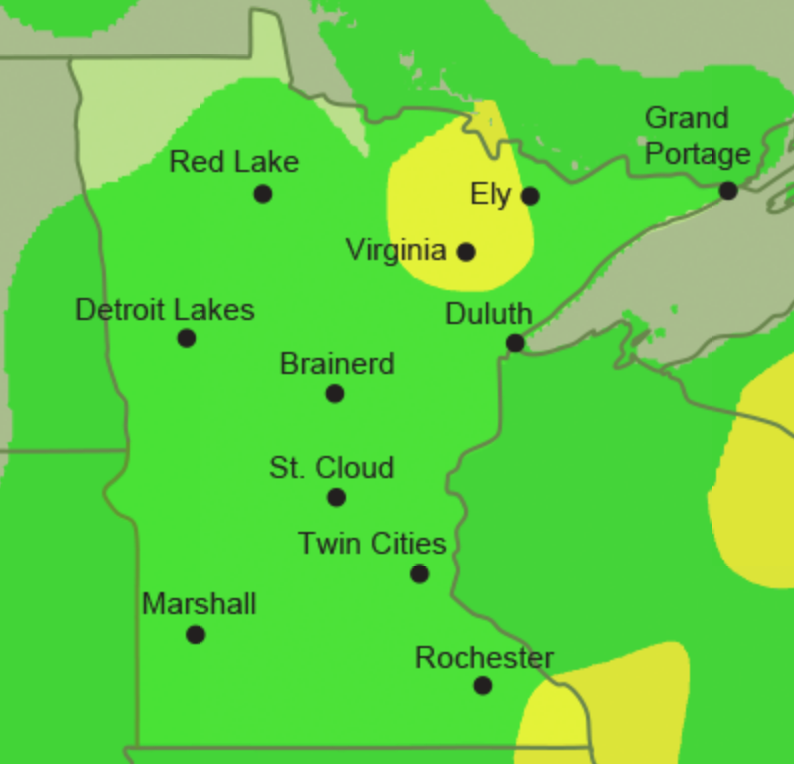 Grand
Portage
Red Lake
Ely
Virginia
Detroit Lakes
Duluth
Brainerd
St. Cloud
Twin Cities
Marshall
Rochester